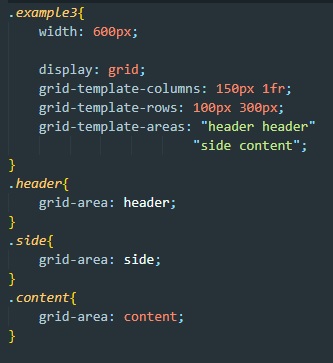 .example3{
width: 600px;
display: grid;
grid-template-columns: 150px 1fr;
grid-template-rows: 100px 300px;
grid-template-areas: "header header"
"side content";
}
.header{
grid-area: header;
}
.side{
grid-area: side;
}
.content{
grid-area: content;
}